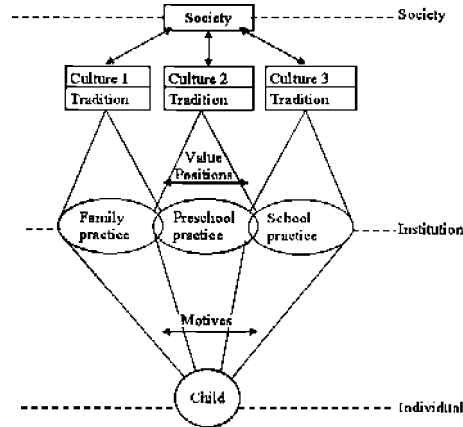 Society
Society
Culture 1
Culture 2
Culture 3
Tradition
Tradition
Tradition
Value
Positions
Family
practice
Preschool
practice
School
practice
Institution
Motives
Child
Individual